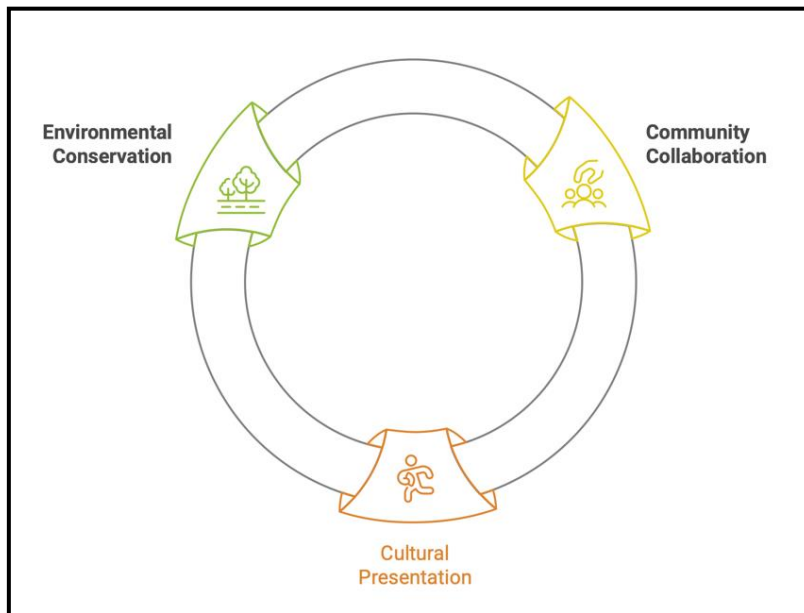 Environmental
Conservation
Community
Collaboration
Cultural
Presentation